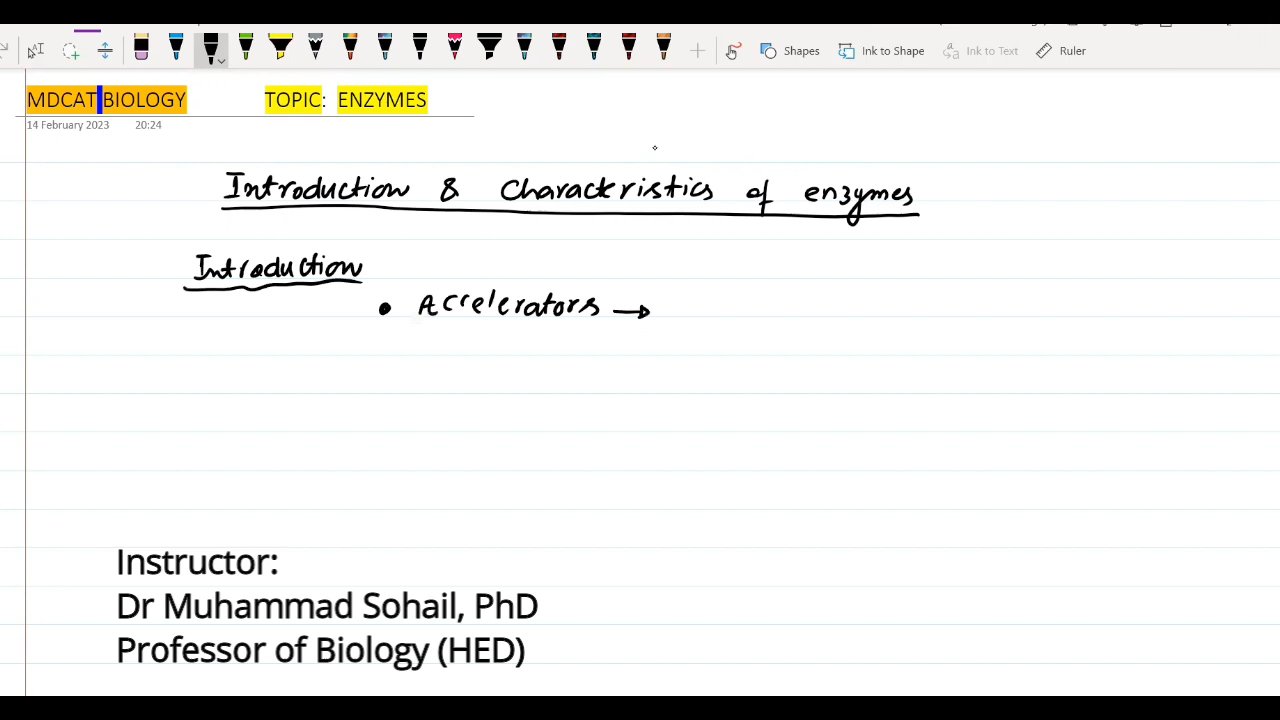 Shapes Ink to Shape Ink to Text Ruler
MDCAT BIOLOGY TOPIC: ENZYMES
14 February 2023 20:24
Introduction & Characteristics of enzymes
Introduction
• Accelerators →
Instructor:
Dr Muhammad Sohail, PhD
Professor of Biology (HED)